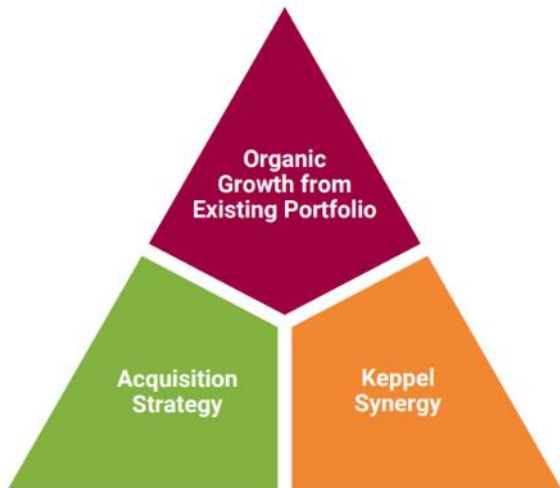 Organic
Growth from
Existing Portfolio
Acquisition
Strategy
Keppel
Synergy